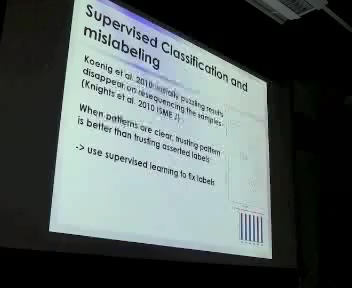 Supervised Classification and
mislabeling
Koenig et al. 2010: initially puzzling results
disappear on resequencing the samples.
(Knights et al. 2010 ISME J)
When patterns are clear, trusting pattern
is better than trusting asserted labels
-> use supervised learning to fix labels